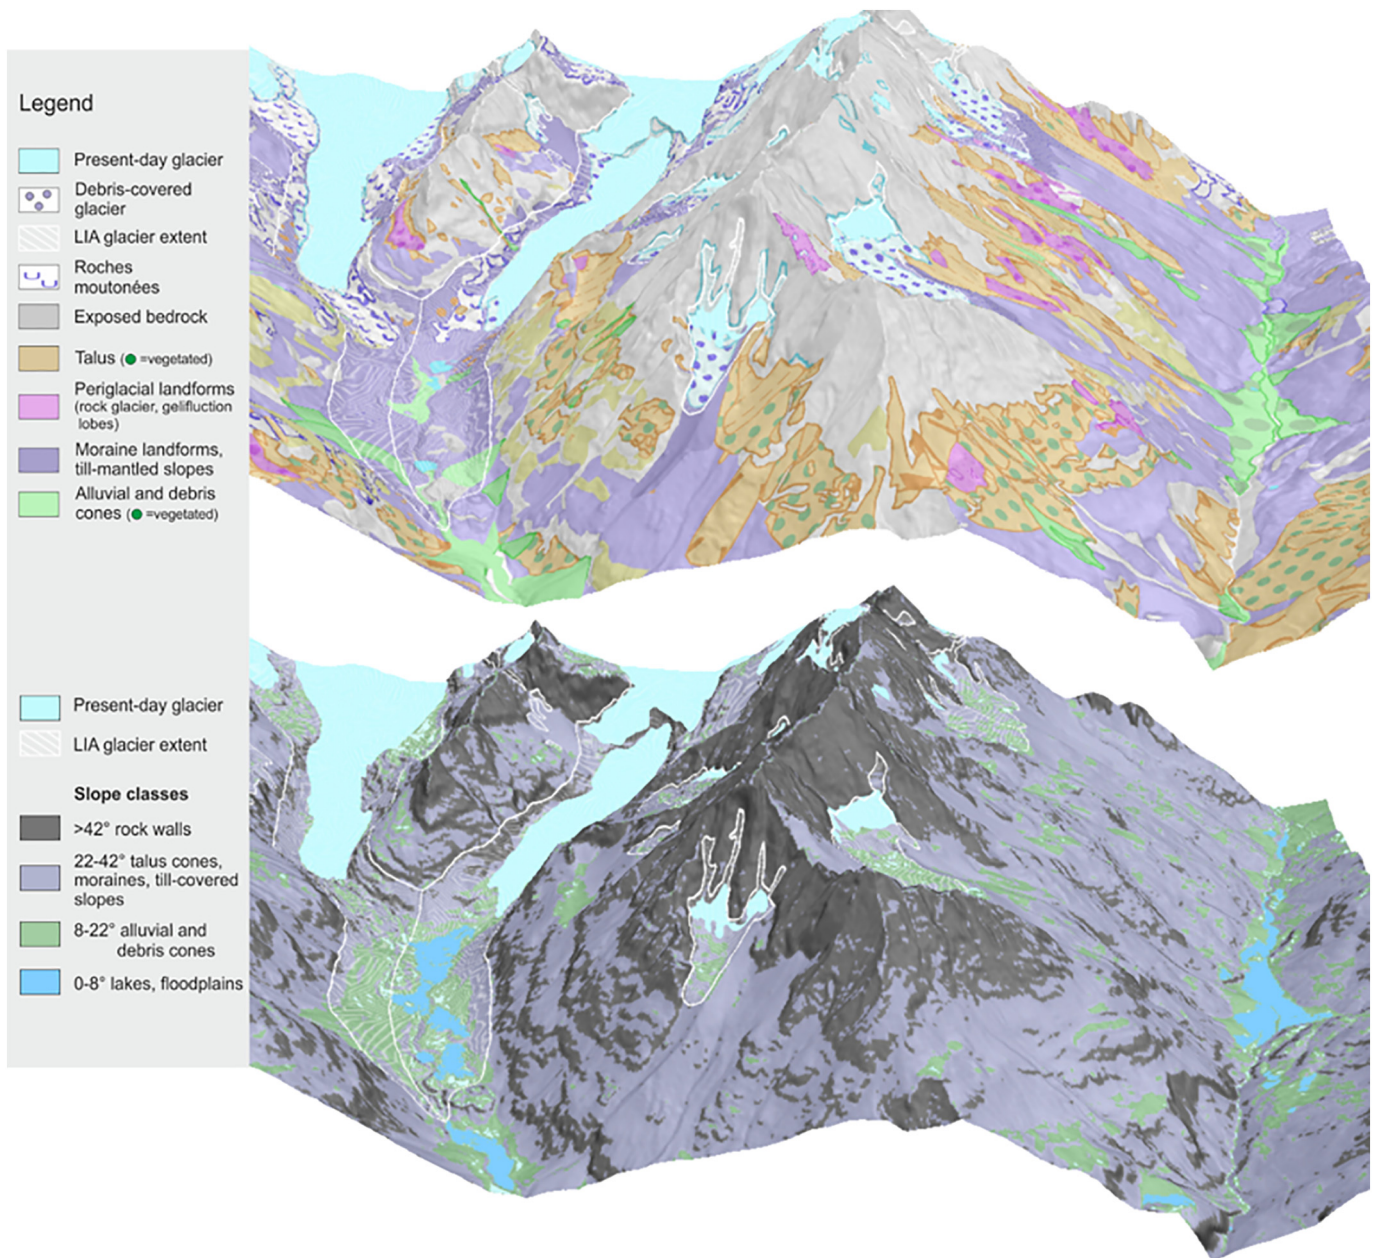 Legend
Present-day glacier
Debris-covered
glacier
LIA glacier extent
Roches
moutonées
Exposed bedrock
Talus (●=vegetated)
Periglacial landforms
(rock glacier, gelifluction
lobes)
Moraine landforms,
till-mantled slopes
Alluvial and debris
cones (●=vegetated)
Present-day glacier
LIA glacier extent
Slope classes
>42° rock walls
22-42° talus cones,
moraines, till-covered
slopes
8-22° alluvial and
debris cones
0-8° lakes, floodplains